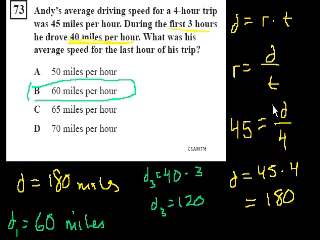 73 Andy's average driving speed for a 4-hour trip
was 45 miles per hour. During the first 3 hours
he drove 40 miles per hour. What was his
average speed for the last hour of his trip?
A 50 miles per hour
B 60 miles per hour
C 65 miles per hour
D 70 miles per hour
d = r · t
r = d/t
45 = d/4
d = 45 · 4
= 180
d = 180 miles
d₁ = 60 miles
d₃ = 40 · 3
d₃ = 120